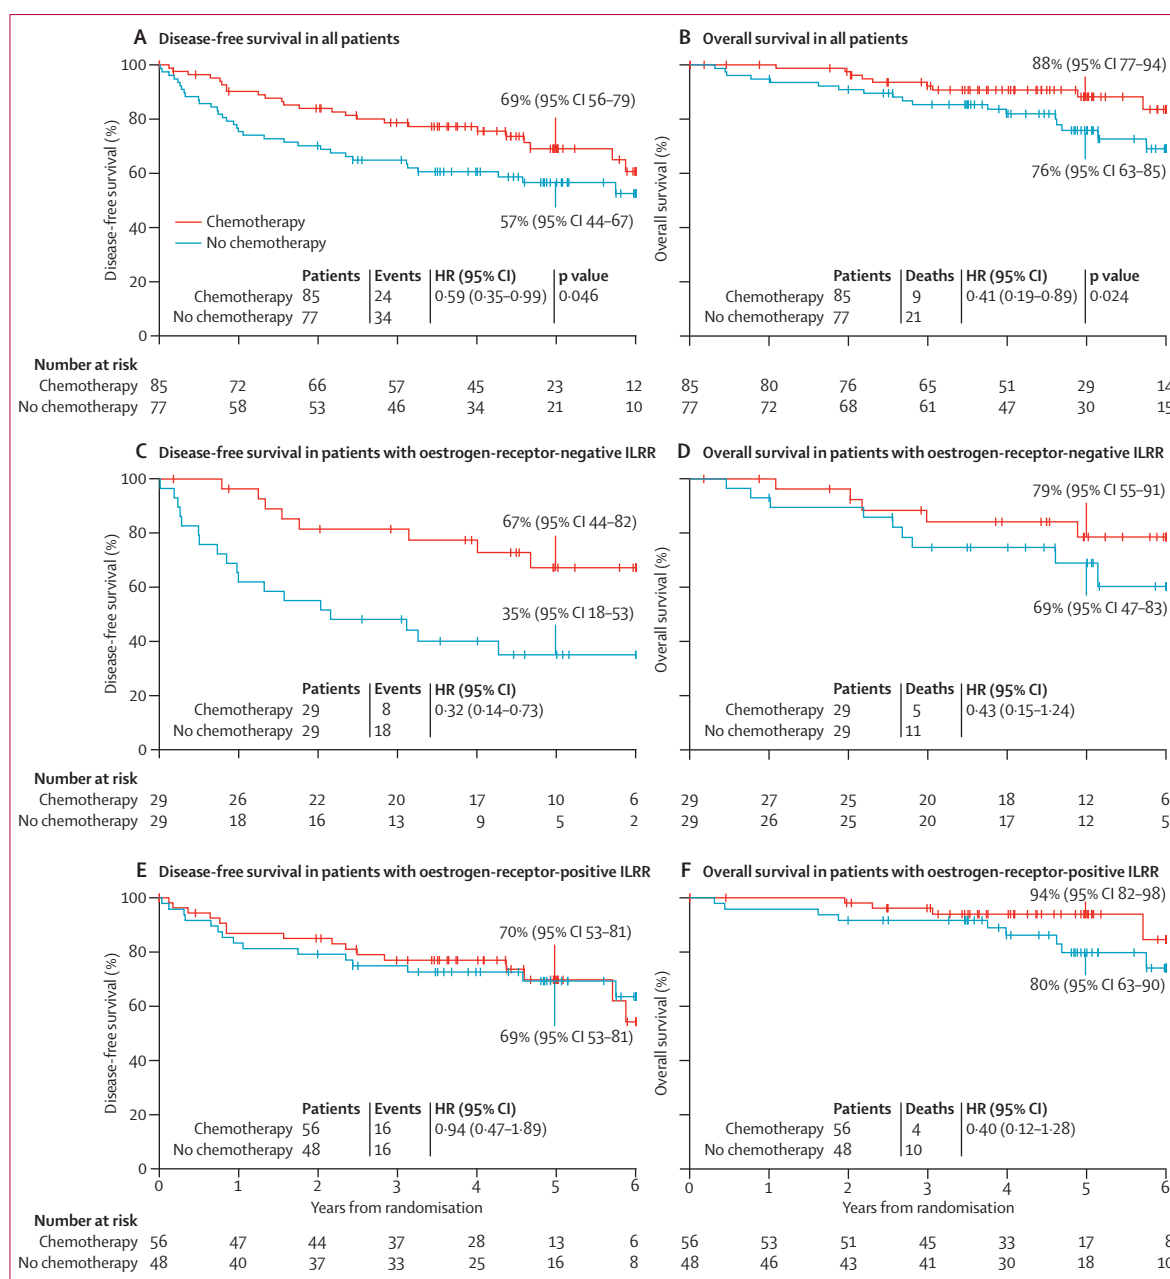 A Disease-free survival in all patients
100
80
60
40
20
0
Disease-free survival (%)
69% (95% CI 56–79)
57% (95% CI 44–67)
Chemotherapy
No chemotherapy
Patients Events HR (95% CI) p value
Chemotherapy 85 24 0·59 (0·35–0·99) 0·046
No chemotherapy 77 34
Number at risk
Chemotherapy 85 72 66 57 45 23 12
No chemotherapy 77 58 53 46 34 21 10
B Overall survival in all patients
Overall survival (%)
88% (95% CI 77–94)
76% (95% CI 63–85)
Patients Deaths HR (95% CI) p value
Chemotherapy 85 9 0·41 (0·19–0·89) 0·024
No chemotherapy 77 21
85 80 76 65 51 29 14
77 72 68 61 47 30 15
C Disease-free survival in patients with oestrogen-receptor-negative ILRR
100
80
60
40
20
0
Disease-free survival (%)
67% (95% CI 44–82)
35% (95% CI 18–53)
Patients Events HR (95% CI)
Chemotherapy 29 8 0·32 (0·14–0·73)
No chemotherapy 29 18
Number at risk
Chemotherapy 29 26 22 20 17 10 6
No chemotherapy 29 18 16 13 9 5 2
D Overall survival in patients with oestrogen-receptor-negative ILRR
Overall survival (%)
79% (95% CI 55–91)
69% (95% CI 47–83)
Patients Deaths HR (95% CI)
Chemotherapy 29 5 0·43 (0·15–1·24)
No chemotherapy 29 11
29 27 25 20 18 12 6
29 26 25 20 17 12 5
E Disease-free survival in patients with oestrogen-receptor-positive ILRR
100
80
60
40
20
0
Disease-free survival (%)
70% (95% CI 53–81)
69% (95% CI 53–81)
Patients Events HR (95% CI)
Chemotherapy 56 16 0·94 (0·47–1·89)
No chemotherapy 48 16
0 1 2 3 4 5 6
Years from randomisation
Number at risk
Chemotherapy 56 47 44 37 28 13 6
No chemotherapy 48 40 37 33 25 16 8
F Overall survival in patients with oestrogen-receptor-positive ILRR
Overall survival (%)
94% (95% CI 82–98)
80% (95% CI 63–90)
Patients Deaths HR (95% CI)
Chemotherapy 56 4 0·40 (0·12–1·28)
No chemotherapy 48 10
0 1 2 3 4 5 6
Years from randomisation
56 53 51 45 33 17 8
48 46 43 41 30 18 10